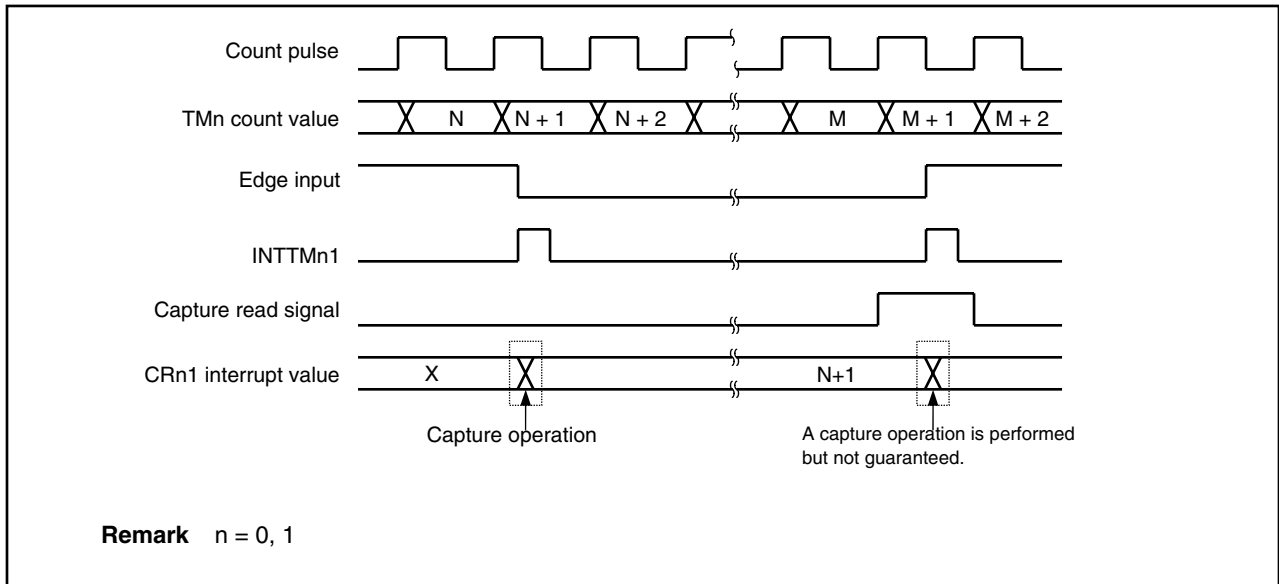 Count pulse
TMn count value
N
N + 1
N + 2
M
M + 1
M + 2
Edge input
INTTMn1
Capture read signal
CRn1 interrupt value
X
N+1
Capture operation
A capture operation is performed
but not guaranteed.
Remark n = 0, 1